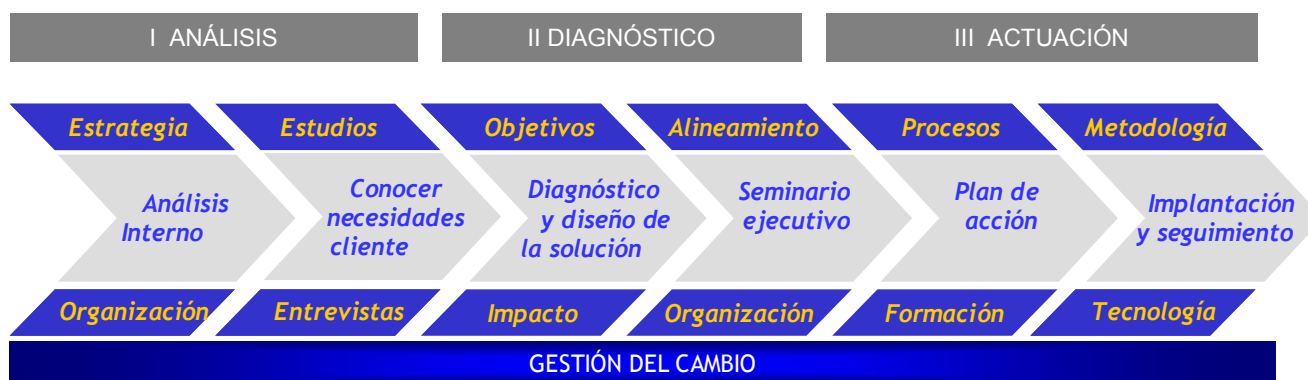 I ANÁLISIS
II DIAGNÓSTICO
III ACTUACIÓN
Estrategia
Estudios
Objetivos
Alineamiento
Procesos
Metodología
Análisis
Interno
Conocer
necesidades
cliente
Diagnóstico
y diseño de
la solución
Seminario
ejecutivo
Plan de
acción
Implantación
y seguimiento
Organización
Entrevistas
Impacto
Organización
Formación
Tecnología
GESTIÓN DEL CAMBIO